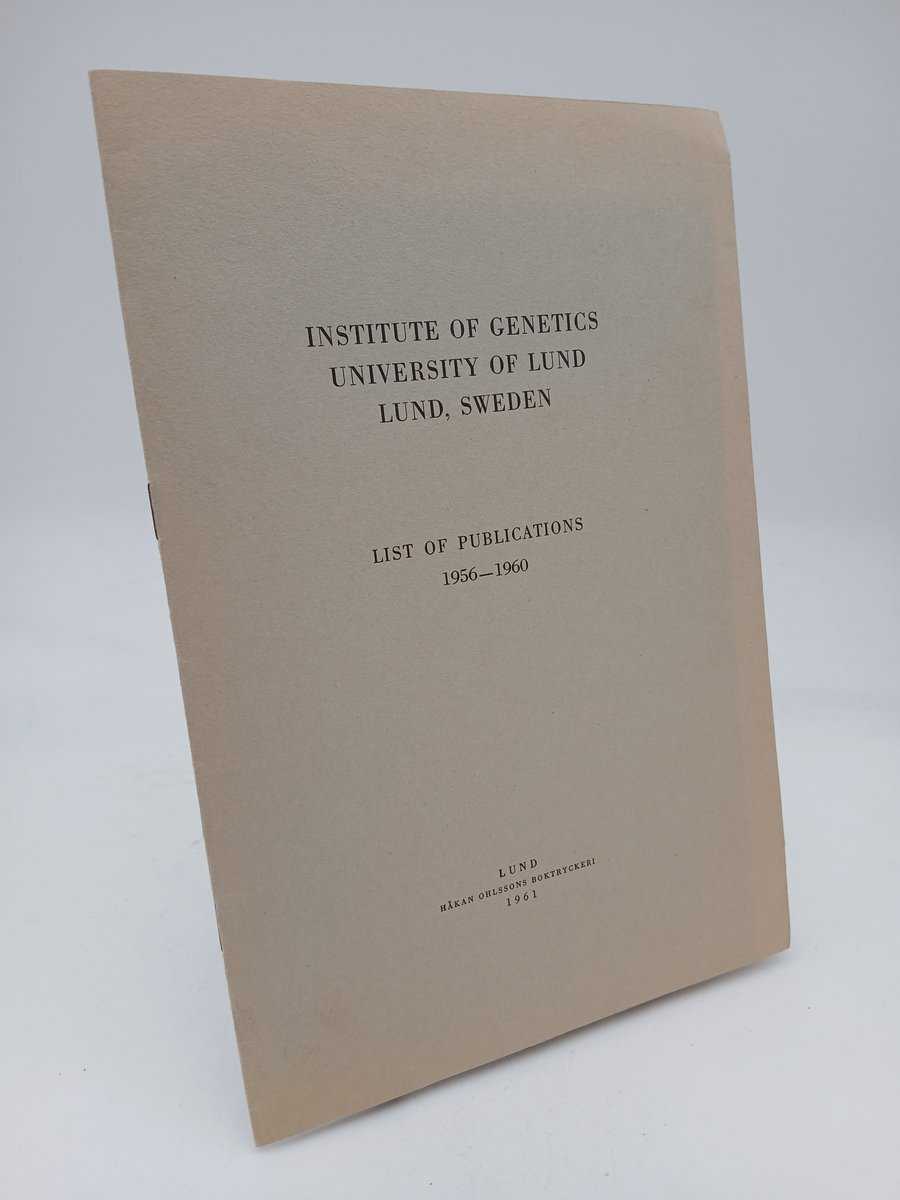 INSTITUTE OF GENETICS
UNIVERSITY OF LUND
LUND, SWEDEN
LIST OF PUBLICATIONS
1956—1960
LUND
HÅKAN OHLSSONS BOKTRYCKERI
1961